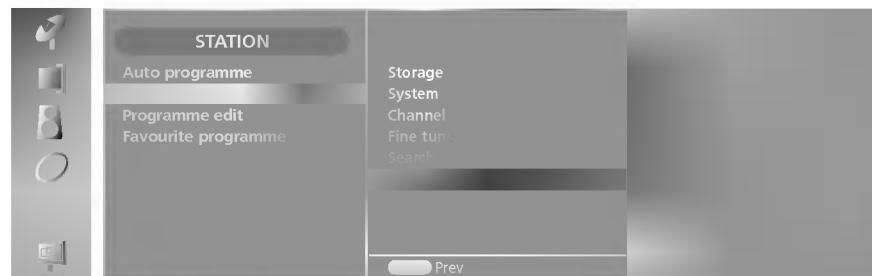 STATION
Auto programme
Programme edit
Favourite programme
Storage
System
Channel
Fine tune
Search
Prev